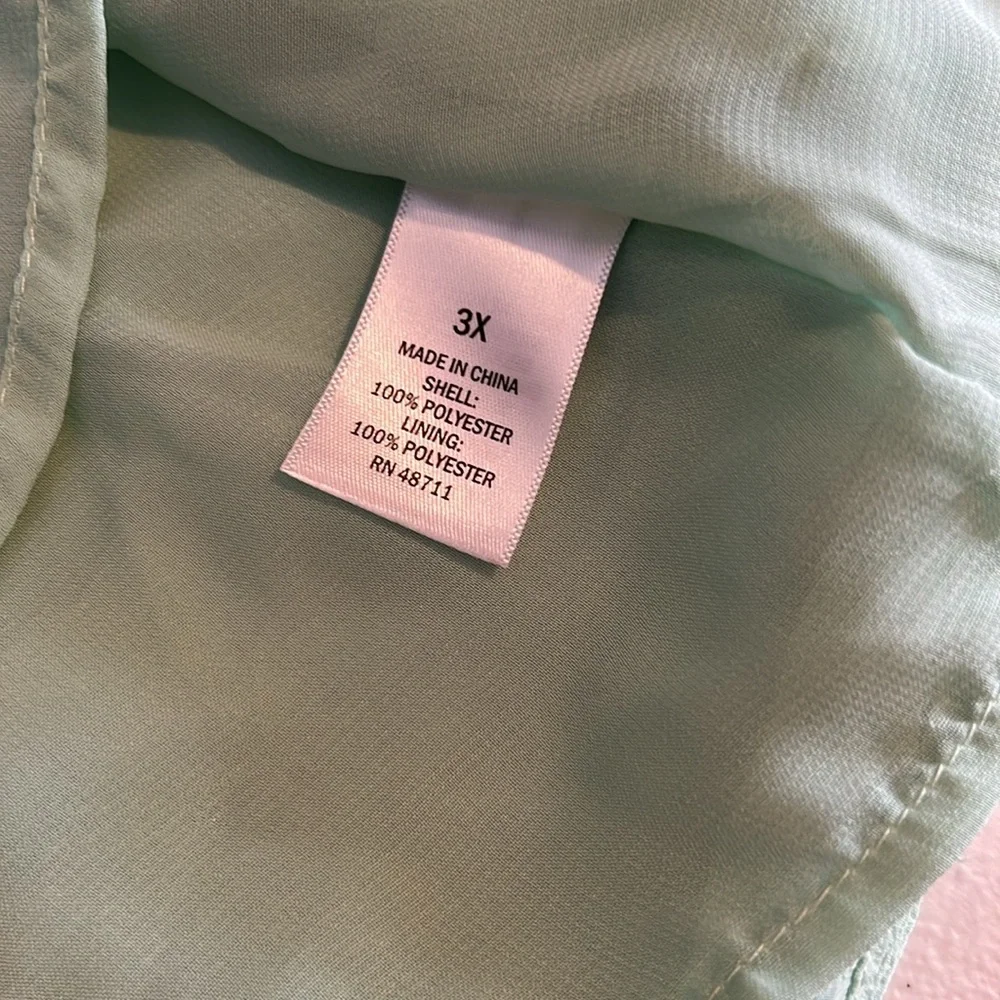 3X
MADE IN CHINA
SHELL:
100% POLYESTER
LINING:
100% POLYESTER
RN 48711